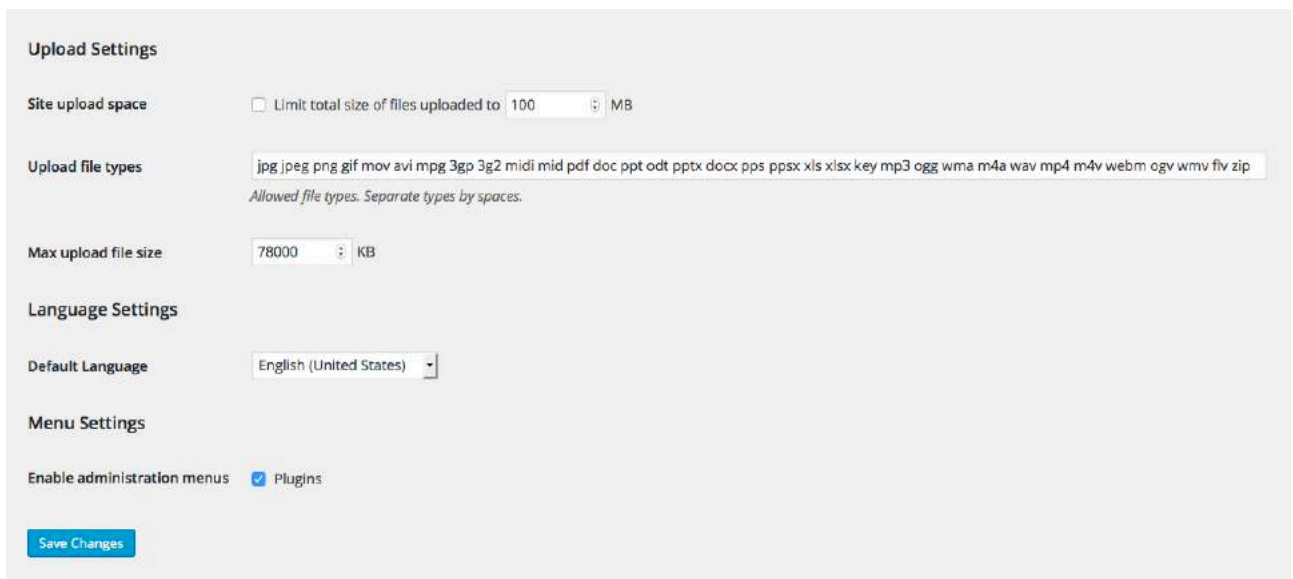 Upload Settings
Site upload space Limit total size of files uploaded to 100 MB
Upload file types jpg jpeg png gif mov avi mpg 3gp 3g2 midi mid pdf doc ppt odt pptx docx pps ppsx xls xlsx key mp3 ogg wma m4a wav mp4 m4v webm ogv wmv flv zip
Allowed file types. Separate types by spaces.
Max upload file size 78000 KB
Language Settings
Default Language English (United States)
Menu Settings
Enable administration menus Plugins
Save Changes